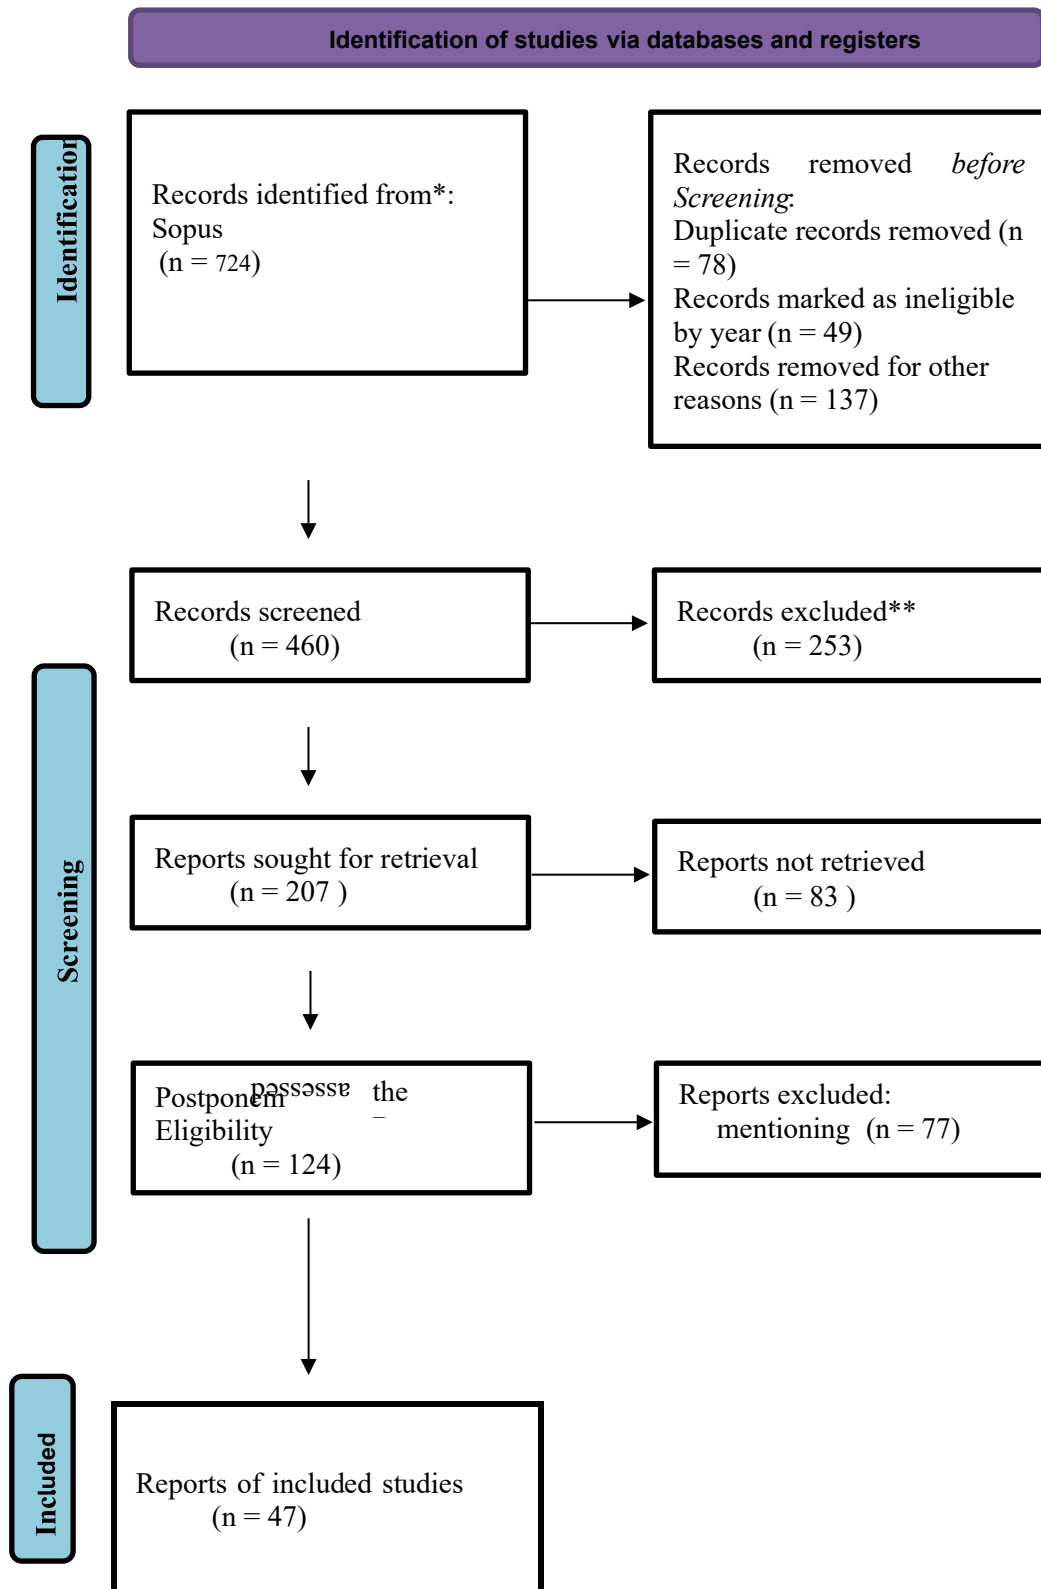 Identification of studies via databases and registers
Identification
Records identified from*:
Sopus
(n = 724)
Records removed before
Screening:
Duplicate records removed (n
= 78)
Records marked as ineligible
by year (n = 49)
Records removed for other
reasons (n = 137)
Screening
Records screened
(n = 460)
Records excluded**
(n = 253)
Reports sought for retrieval
(n = 207 )
Reports not retrieved
(n = 83 )
Postponem assessed the
Eligibility
(n = 124)
Reports excluded:
mentioning (n = 77)
Included
Reports of included studies
(n = 47)